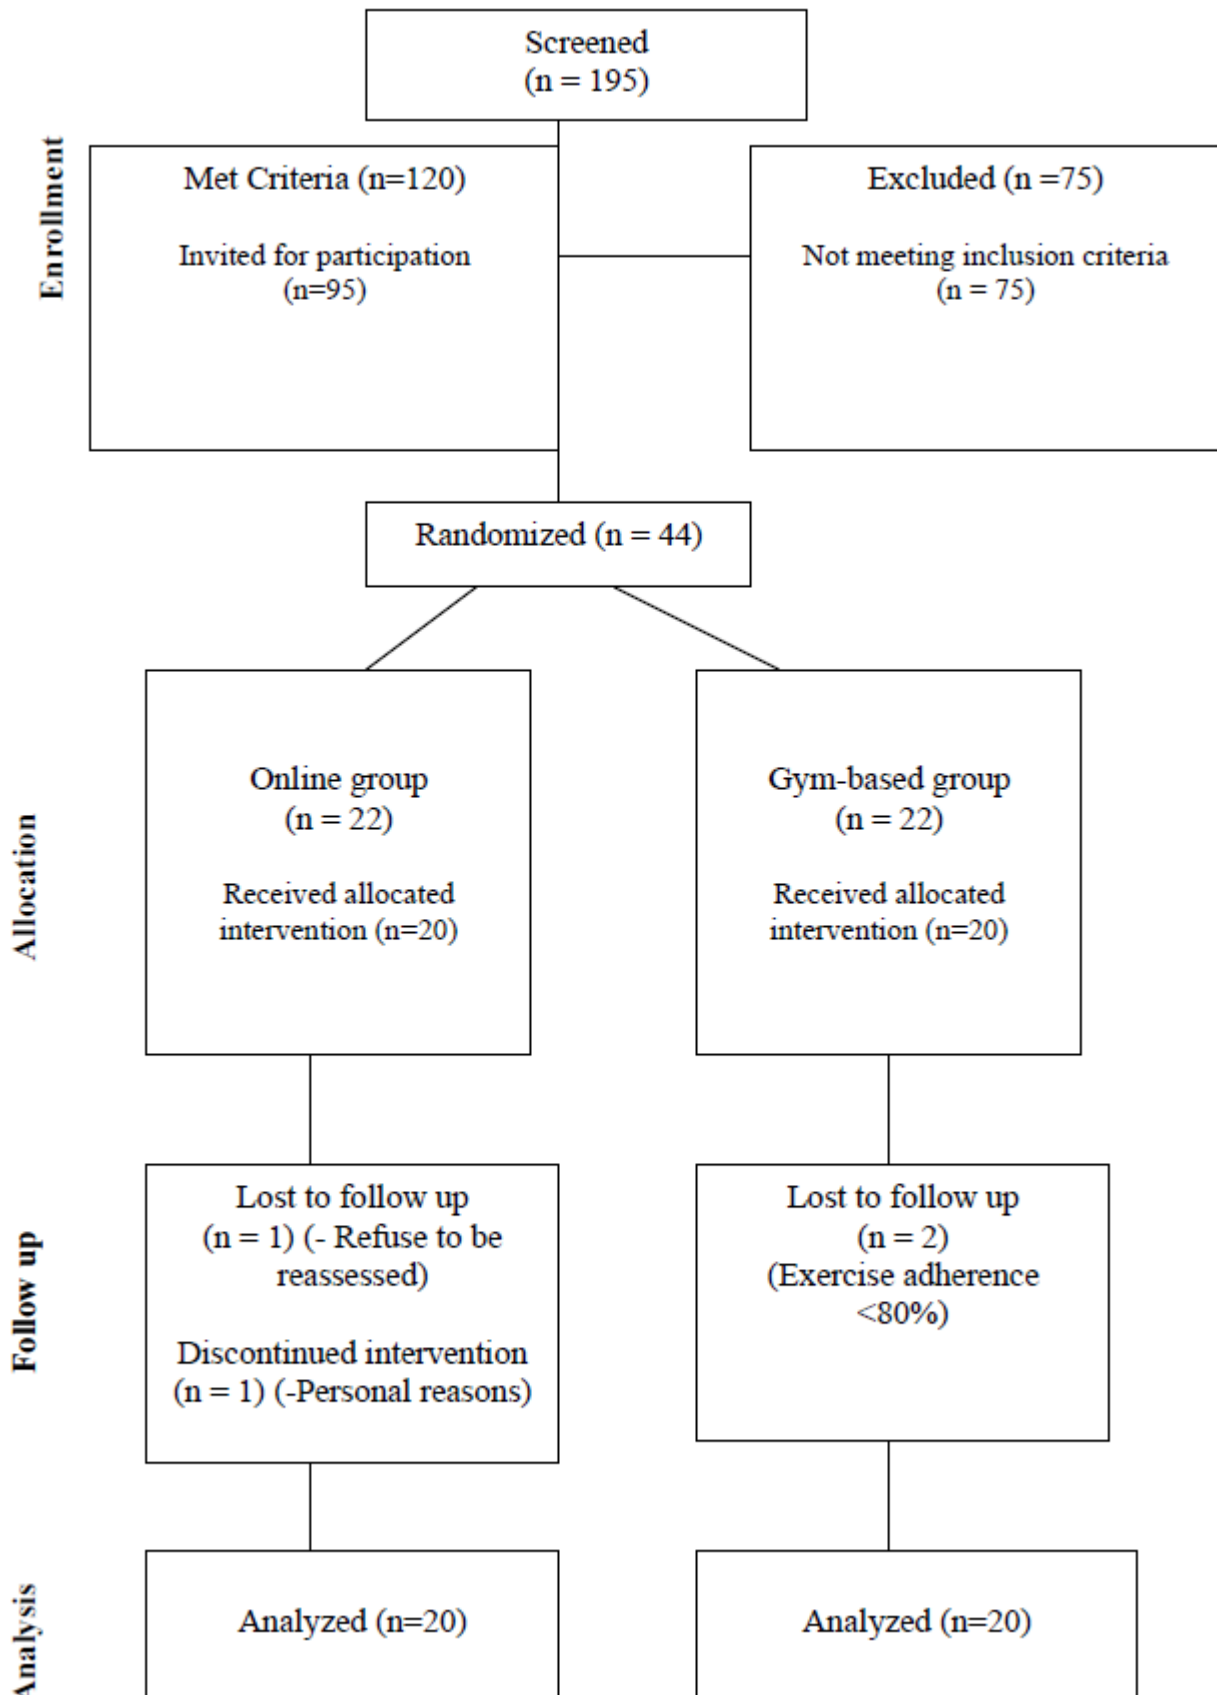 Screened
(n = 195)
Enrollment
Met Criteria (n=120)
Invited for participation
(n=95)
Excluded (n =75)
Not meeting inclusion criteria
(n = 75)
Randomized (n = 44)
Allocation
Online group
(n = 22)
Received allocated
intervention (n=20)
Gym-based group
(n = 22)
Received allocated
intervention (n=20)
Follow up
Lost to follow up
(n = 1) (- Refuse to be
reassessed)
Discontinued intervention
(n = 1) (-Personal reasons)
Lost to follow up
(n = 2)
(Exercise adherence
<80%)
Analysis
Analyzed (n=20)
Analyzed (n=20)